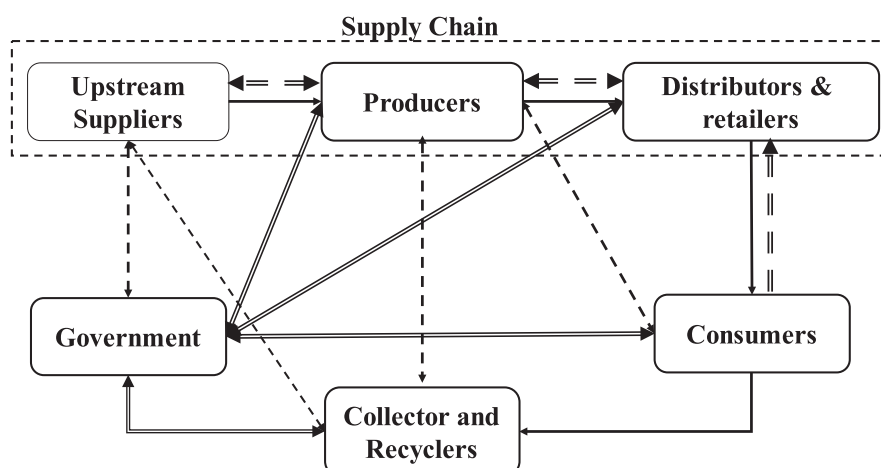 Supply Chain
Upstream
Suppliers
Producers
Distributors &
retailers
Government
Consumers
Collector and
Recyclers